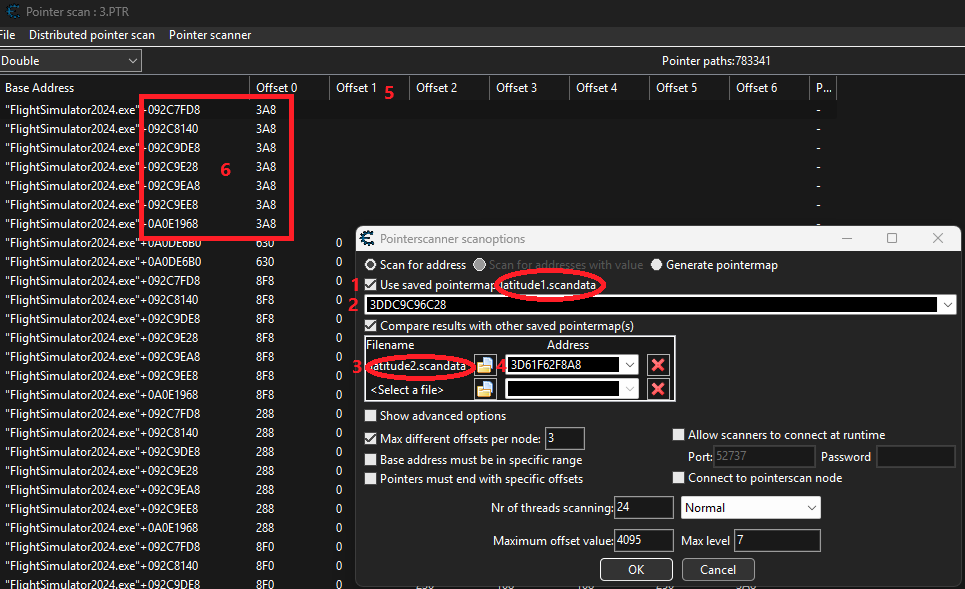 Pointer scan : 3.PTR
File Distributed pointer scan Pointer scanner
Double Pointer paths:783341
Base Address Offset 0 Offset 1 5 Offset 2 Offset 3 Offset 4 Offset 5 Offset 6 P...
"FlightSimulator2024.exe"+092C7FD8 3A8 -
"FlightSimulator2024.exe"+092C8140 3A8 -
"FlightSimulator2024.exe"+092C9DE8 3A8 -
"FlightSimulator2024.exe"+092C9E28 6 3A8 -
"FlightSimulator2024.exe"+092C9EA8 3A8 -
"FlightSimulator2024.exe"+092C9EE8 3A8 -
"FlightSimulator2024.exe"+0A0E1968 3A8 -
"FlightSimulator2024.exe"+0A0DE6B0 630 0
"FlightSimulator2024.exe"+0A0DE6B0 630 0
"FlightSimulator2024.exe"+092C7FD8 8F8 0
"FlightSimulator2024.exe"+092C8140 8F8 0
"FlightSimulator2024.exe"+092C9DE8 8F8 0
"FlightSimulator2024.exe"+092C9E28 8F8 0
"FlightSimulator2024.exe"+092C9EA8 8F8 0
"FlightSimulator2024.exe"+092C9EE8 8F8 0
"FlightSimulator2024.exe"+0A0E1968 8F8 0
"FlightSimulator2024.exe"+092C7FD8 288 0
"FlightSimulator2024.exe"+092C8140 288 0
"FlightSimulator2024.exe"+092C9DE8 288 0
"FlightSimulator2024.exe"+092C9E28 288 0
"FlightSimulator2024.exe"+092C9EA8 288 0
"FlightSimulator2024.exe"+092C9EE8 288 0
"FlightSimulator2024.exe"+0A0E1968 288 0
"FlightSimulator2024.exe"+092C7FD8 8F0 0
"FlightSimulator2024.exe"+092C8140 8F0 0
"FlightSimulator2024.exe"+092C9DE8 8F0 0
Pointerscanner scanoptions
Scan for address Scan for addresses with value Generate pointermap
1 Use saved pointermap latitude1.scandata
2 3DDC9C96C28
Compare results with other saved pointermap(s)
Filename Address
3 latitude2.scandata 4 3D61F62F8A8
<Select a file>
Show advanced options
Max different offsets per node: 3 Allow scanners to connect at runtime
Base address must be in specific range Port: 52737 Password
Pointers must end with specific offsets Connect to pointerscan node
Nr of threads scanning: 24 Normal
Maximum offset value: 4095 Max level 7
OK Cancel